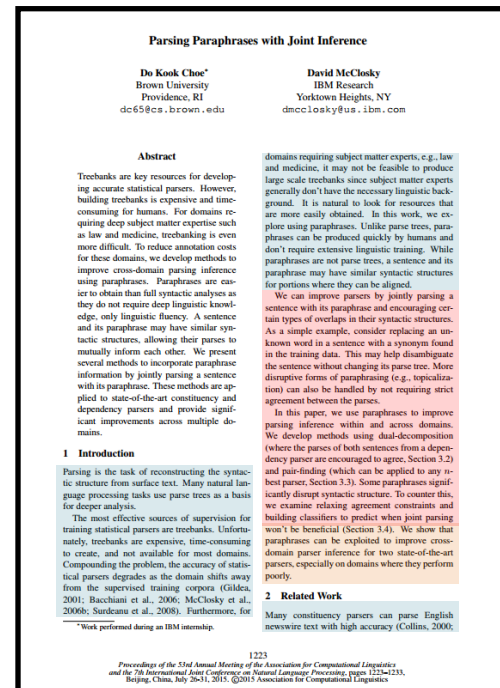 Parsing Paraphrases with Joint Inference
Do Kook Choe*
Brown University
Providence, RI
dc65@cs.brown.edu
David McClosky
IBM Research
Yorktown Heights, NY
dmcclosky@us.ibm.com
Abstract
Treebanks are key resources for develop-
ing accurate statistical parsers. However,
building treebanks is expensive and time-
consuming for humans. For domains re-
quiring deep subject matter expertise such
as law and medicine, treebanking is even
more difficult. To reduce annotation costs
for these domains, we develop methods to
improve cross-domain parsing inference
using paraphrases. Paraphrases are eas-
ier to obtain than full syntactic analyses as
they do not require deep linguistic knowl-
edge, only linguistic fluency. A sentence
and its paraphrase may have similar syn-
tactic structures, allowing their parses to
mutually inform each other. We present
several methods to incorporate paraphrase
information by jointly parsing a sentence
with its paraphrase. These methods are ap-
plied to state-of-the-art constituency and
dependency parsers and provide signif-
icant improvements across multiple do-
mains.
1 Introduction
Parsing is the task of reconstructing the syntac-
tic structure from surface text. Many natural lan-
guage processing tasks use parse trees as a basis
for deeper analysis.
The most effective sources of supervision for
training statistical parsers are treebanks. Unfortu-
nately, treebanks are expensive, time-consuming
to create, and not available for most domains.
Compounding the problem, the accuracy of statis-
tical parsers degrades as the domain shifts away
from the supervised training corpora (Gildea,
2001; Bacchiani et al., 2006; McClosky et al.,
2006b; Surdeanu et al., 2008). Furthermore, for
*Work performed during an IBM internship.
domains requiring subject matter experts, e.g., law
and medicine, it may not be feasible to produce
large scale treebanks since subject matter experts
generally don't have the necessary linguistic back-
ground. It is natural to look for resources that
are more easily obtained. In this work, we ex-
plore using paraphrases. Unlike parse trees, para-
phrases can be produced quickly by humans and
don't require extensive linguistic training. While
paraphrases are not parse trees, a sentence and its
paraphrase may have similar syntactic structures
for portions where they can be aligned.
We can improve parsers by jointly parsing a
sentence with its paraphrase and encouraging cer-
tain types of overlaps in their syntactic structures.
As a simple example, consider replacing an un-
known word in a sentence with a synonym found
in the training data. This may help disambiguate
the sentence without changing its parse tree. More
disruptive forms of paraphrasing (e.g., topicaliza-
tion) can also be handled by not requiring strict
agreement between the parses.
In this paper, we use paraphrases to improve
parsing inference within and across domains.
We develop methods using dual-decomposition
(where the parses of both sentences from a depen-
dency parser are encouraged to agree, Section 3.2)
and pair-finding (which can be applied to any n-
best parser, Section 3.3). Some paraphrases signif-
icantly disrupt syntactic structure. To counter this,
we examine relaxing agreement constraints and
building classifiers to predict when joint parsing
won't be beneficial (Section 3.4). We show that
paraphrases can be exploited to improve cross-
domain parser inference for two state-of-the-art
parsers, especially on domains where they perform
poorly.
2 Related Work
Many constituency parsers can parse English
newswire text with high accuracy (Collins, 2000;
1223
Proceedings of the 53rd Annual Meeting of the Association for Computational Linguistics
and the 7th International Joint Conference on Natural Language Processing, pages 1223–1233,
Beijing, China, July 26-31, 2015. ©2015 Association for Computational Linguistics